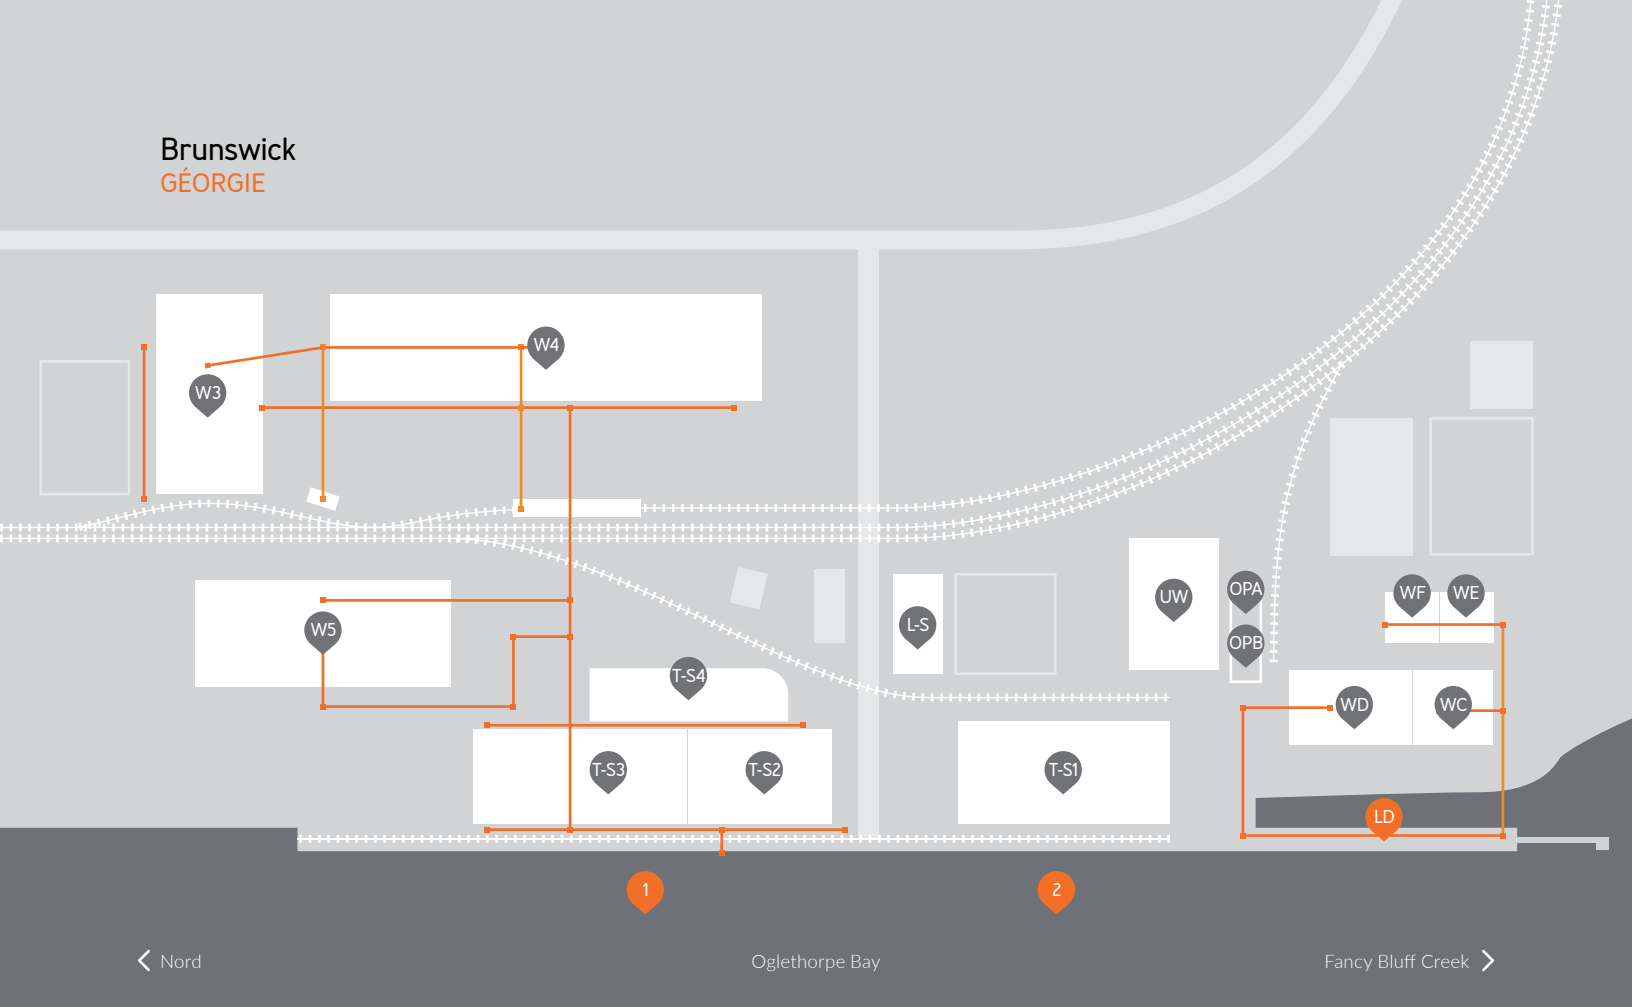 Brunswick
GÉORGIE
W4
W3
W5
T-S4
T-S3
T-S2
L-S
T-S1
UW
OPA
OPB
WF
WE
WD
WC
LD
1
2
Nord
Oglethorpe Bay
Fancy Bluff Creek